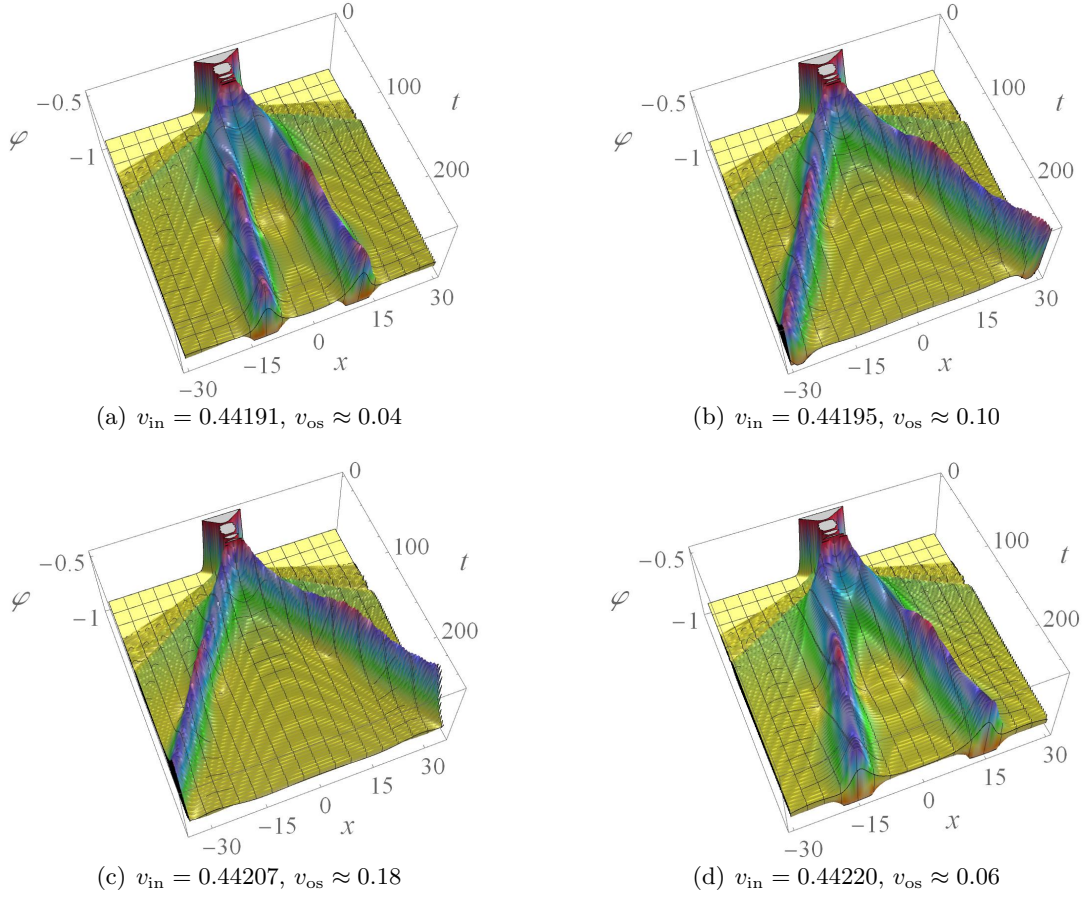 0
−0.5
100
t
φ
−1
200
30
15
0
x
−15
−30
(a) v_in = 0.44191, v_os ≈ 0.04
0
−0.5
100
t
φ
−1
200
30
15
0
x
−15
−30
(b) v_in = 0.44195, v_os ≈ 0.10
0
−0.5
100
t
φ
−1
200
30
15
0
x
−15
−30
(c) v_in = 0.44207, v_os ≈ 0.18
0
−0.5
100
t
φ
−1
200
30
15
0
x
−15
−30
(d) v_in = 0.44220, v_os ≈ 0.06